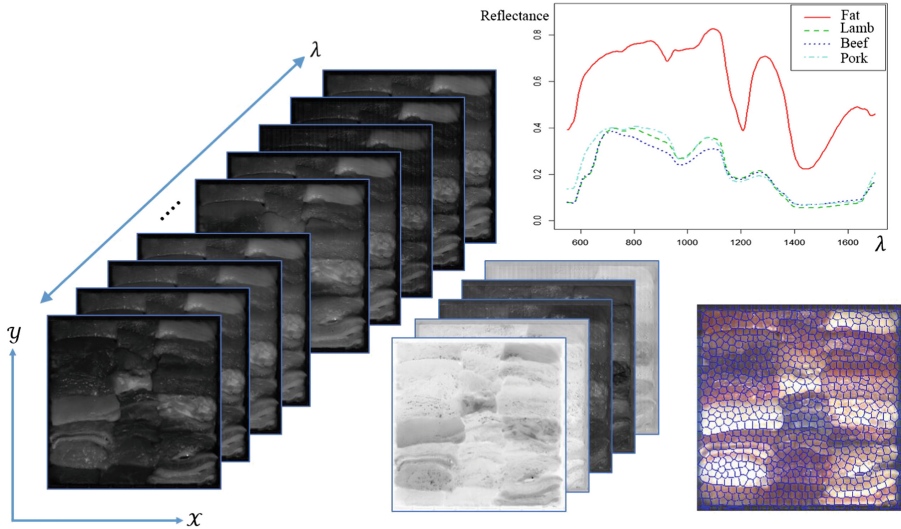 λ
Reflectance
Fat
Lamb
Beef
Pork
0.8
0.6
0.4
0.2
0.0
600 800 1000 1200 1400 1600
λ
y
x